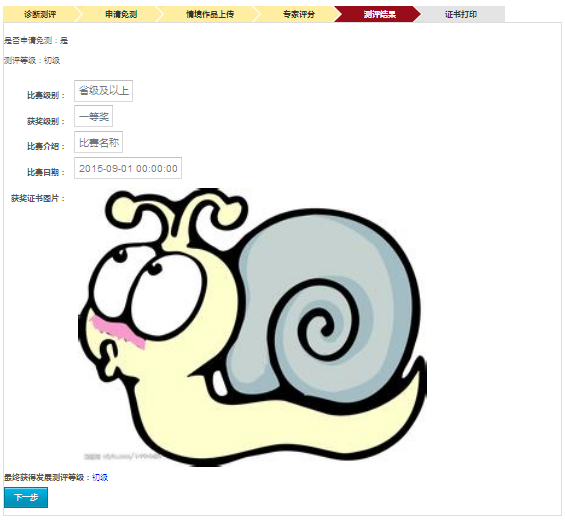 诊断测评 申请免测 情境作品上传 专家评分 测评结果 证书打印
是否申请免测：是
测评等级：初级
比赛级别： 省级及以上
获奖级别： 一等奖
比赛介绍： 比赛名称
比赛日期： 2015-09-01 00:00:00
获奖证书图片：
最终获得发展测评等级：初级
下一步